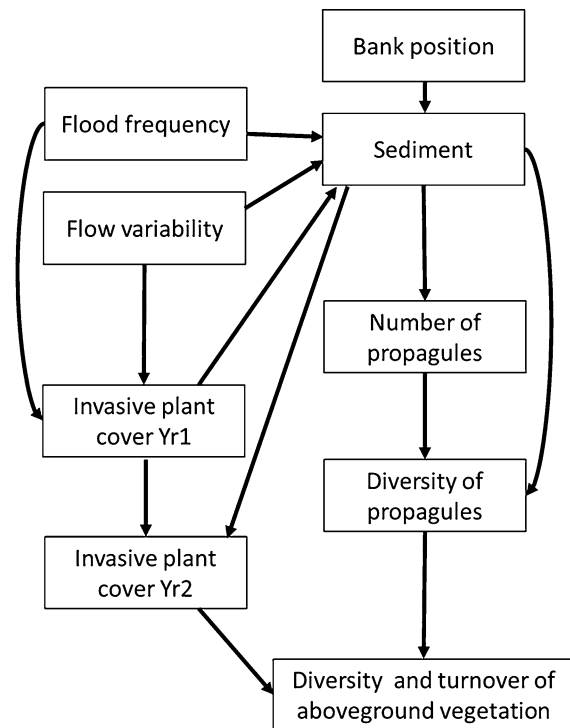 Bank position
Flood frequency
Sediment
Flow variability
Number of
propagules
Invasive plant
cover Yr1
Diversity of
propagules
Invasive plant
cover Yr2
Diversity and turnover of
aboveground vegetation